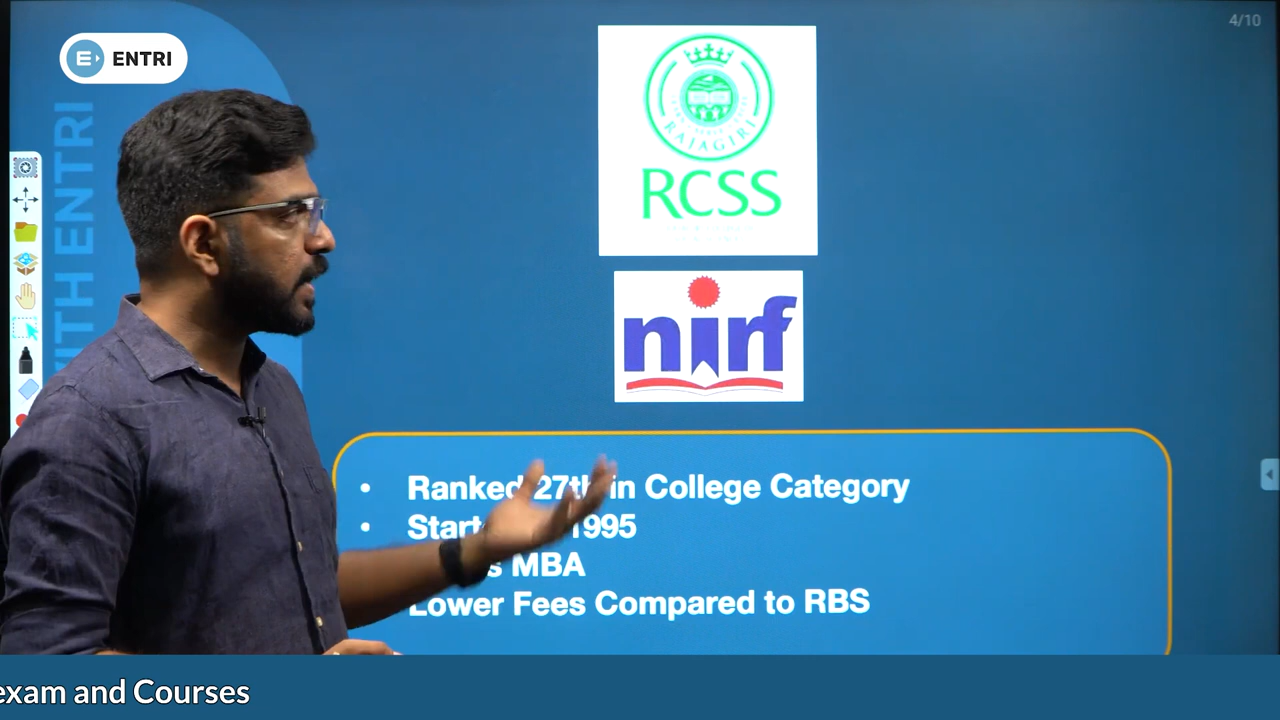 4/10
ENTRI
WITH ENTRI
RAJAGIRI
RCSS
nirf
Ranked 27th in College Category
Start 1995
s MBA
Lower Fees Compared to RBS
exam and Courses